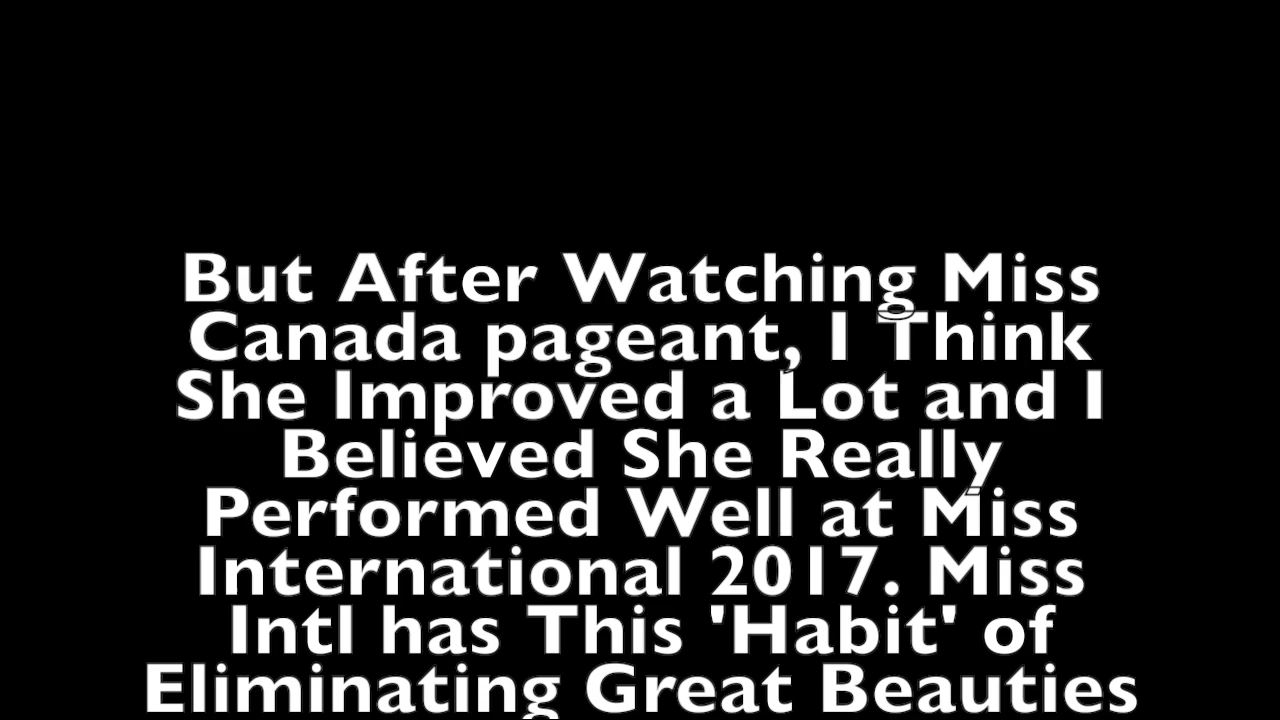 But After Watching Miss
Canada pageant, I Think
She Improved a Lot and I
Believed She Really
Performed Well at Miss
International 2017. Miss
Intl has This 'Habit' of
Eliminating Great Beauties